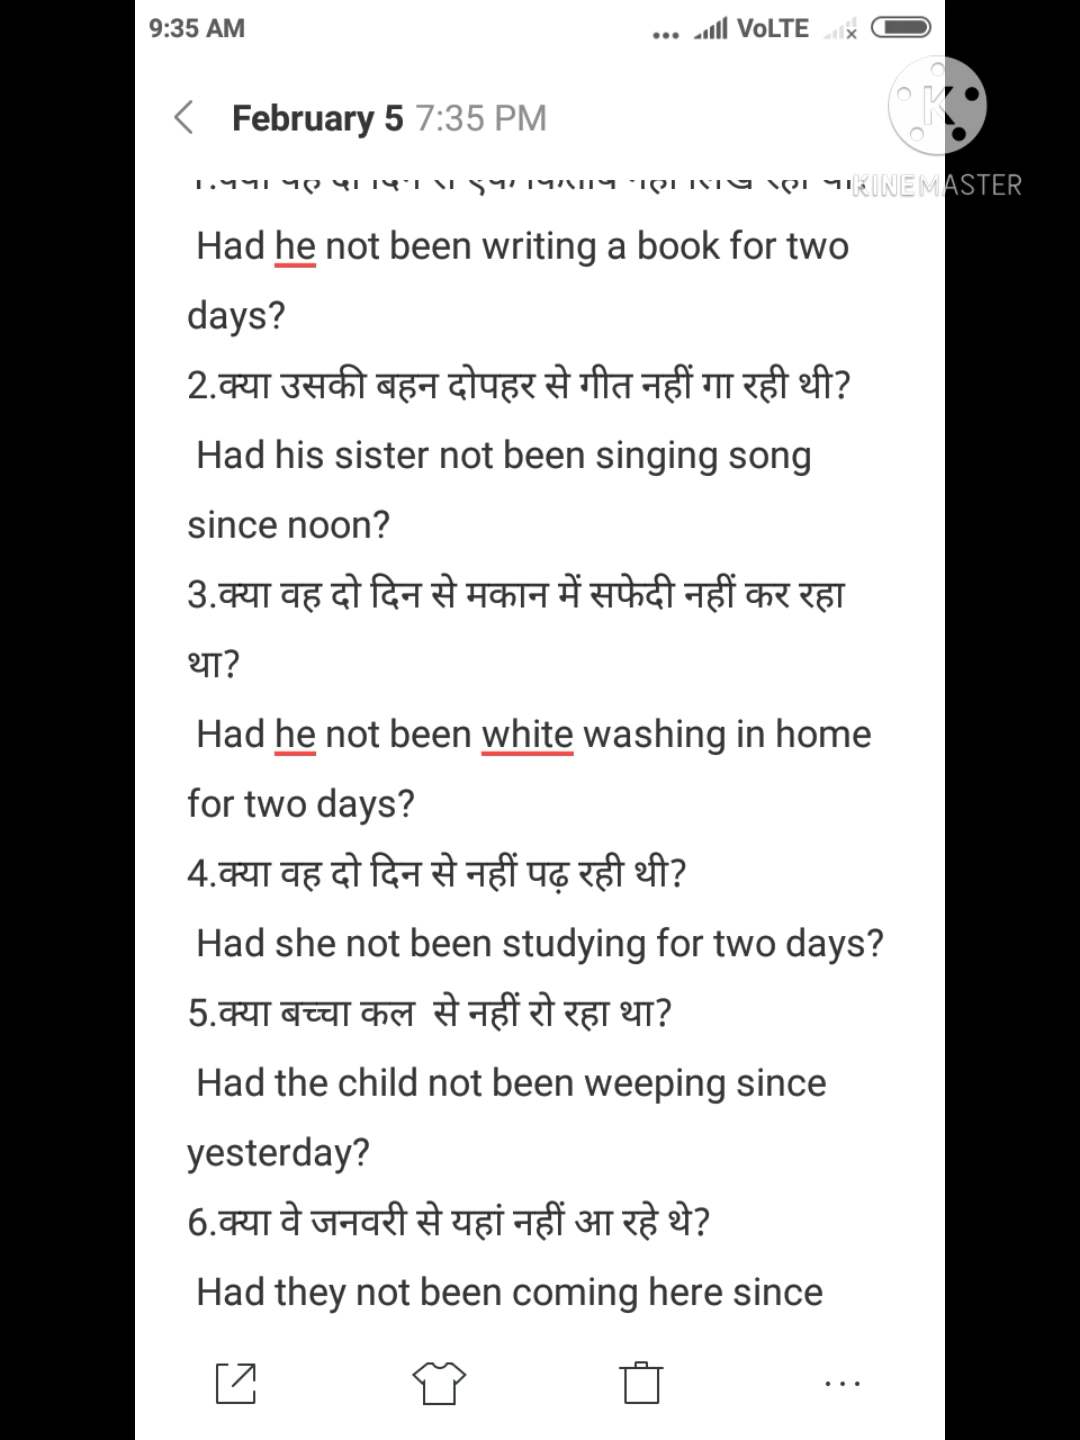 9:35 AM
... VoLTE
February 5 7:35 PM
K
KINEMASTER
Had he not been writing a book for two
days?
2.क्या उसकी बहन दोपहर से गीत नहीं गा रही थी?
Had his sister not been singing song
since noon?
3.क्या वह दो दिन से मकान में सफेदी नहीं कर रहा
था?
Had he not been white washing in home
for two days?
4.क्या वह दो दिन से नहीं पढ़ रही थी?
Had she not been studying for two days?
5.क्या बच्चा कल से नहीं रो रहा था?
Had the child not been weeping since
yesterday?
6.क्या वे जनवरी से यहां नहीं आ रहे थे?
Had they not been coming here since